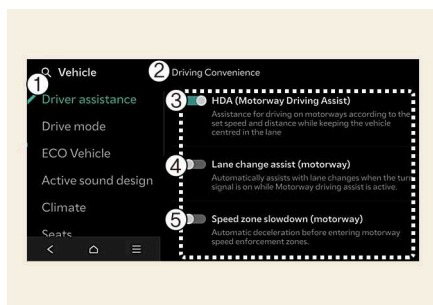 Vehicle
1
2 Driving Convenience
Driver assistance
Drive mode
ECO Vehicle
Active sound design
Climate
Seats
3 HDA (Motorway Driving Assist)
Assistance for driving on motorways according to the
set speed and distance while keeping the vehicle
centred in the lane
4 Lane change assist (motorway)
Automatically assists with lane changes when the turn
signal is on while Motorway driving assist is active.
5 Speed zone slowdown (motorway)
Automatic deceleration before entering motorway
speed enforcement zones.